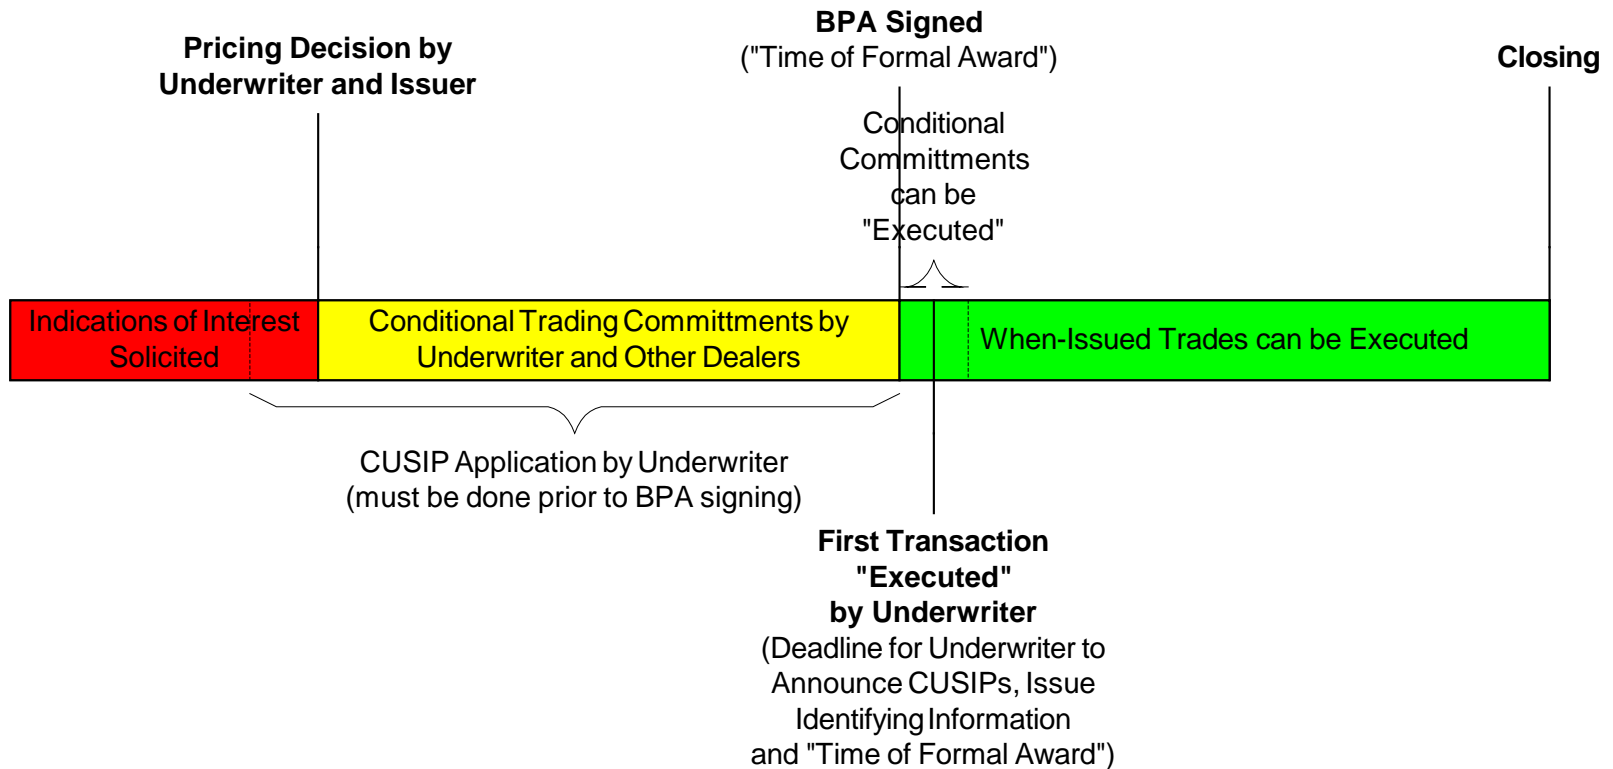 Pricing Decision by
Underwriter and Issuer
BPA Signed
("Time of Formal Award")
Closing
Conditional
Committments
can be
"Executed"
Indications of Interest
Solicited
Conditional Trading Committments by
Underwriter and Other Dealers
When-Issued Trades can be Executed
CUSIP Application by Underwriter
(must be done prior to BPA signing)
First Transaction
"Executed"
by Underwriter
(Deadline for Underwriter to
Announce CUSIPs, Issue
Identifying Information
and "Time of Formal Award")